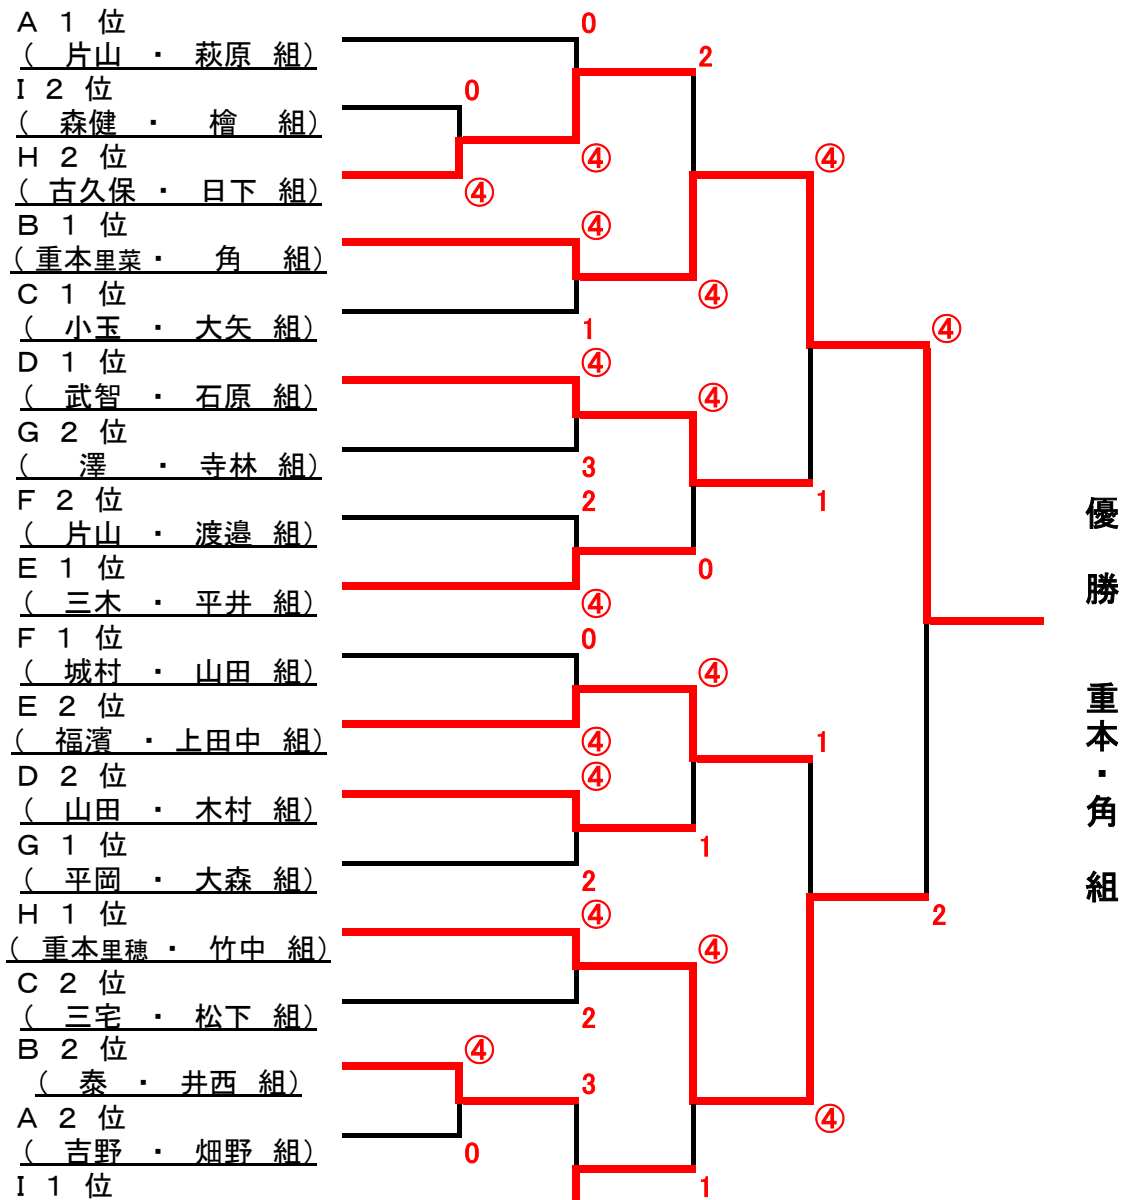 A 1 位
0
( 片山 ・ 萩原 組)
2
I 2 位
0
( 森健 ・ 檜 組)
H 2 位
④
④
( 古久保 ・ 日下 組)
④
B 1 位
④
( 重本里菜 ・ 角 組)
C 1 位
④
( 小玉 ・ 大矢 組)
1
④
D 1 位
④
( 武智 ・ 石原 組)
④
G 2 位
( 澤 ・ 寺林 組)
3
F 2 位
2
1
( 片山 ・ 渡邉 組)
E 1 位
0
( 三木 ・ 平井 組)
④
F 1 位
0
( 城村 ・ 山田 組)
④
E 2 位
( 福濱 ・ 上田中 組)
④
1
D 2 位
④
( 山田 ・ 木村 組)
G 1 位
1
( 平岡 ・ 大森 組)
2
H 1 位
④
2
( 重本里穂 ・ 竹中 組)
④
C 2 位
( 三宅 ・ 松下 組)
2
B 2 位
④
( 泰 ・ 井西 組)
3
A 2 位
④
( 吉野 ・ 畑野 組)
0
I 1 位
1
優勝 重本・角 組